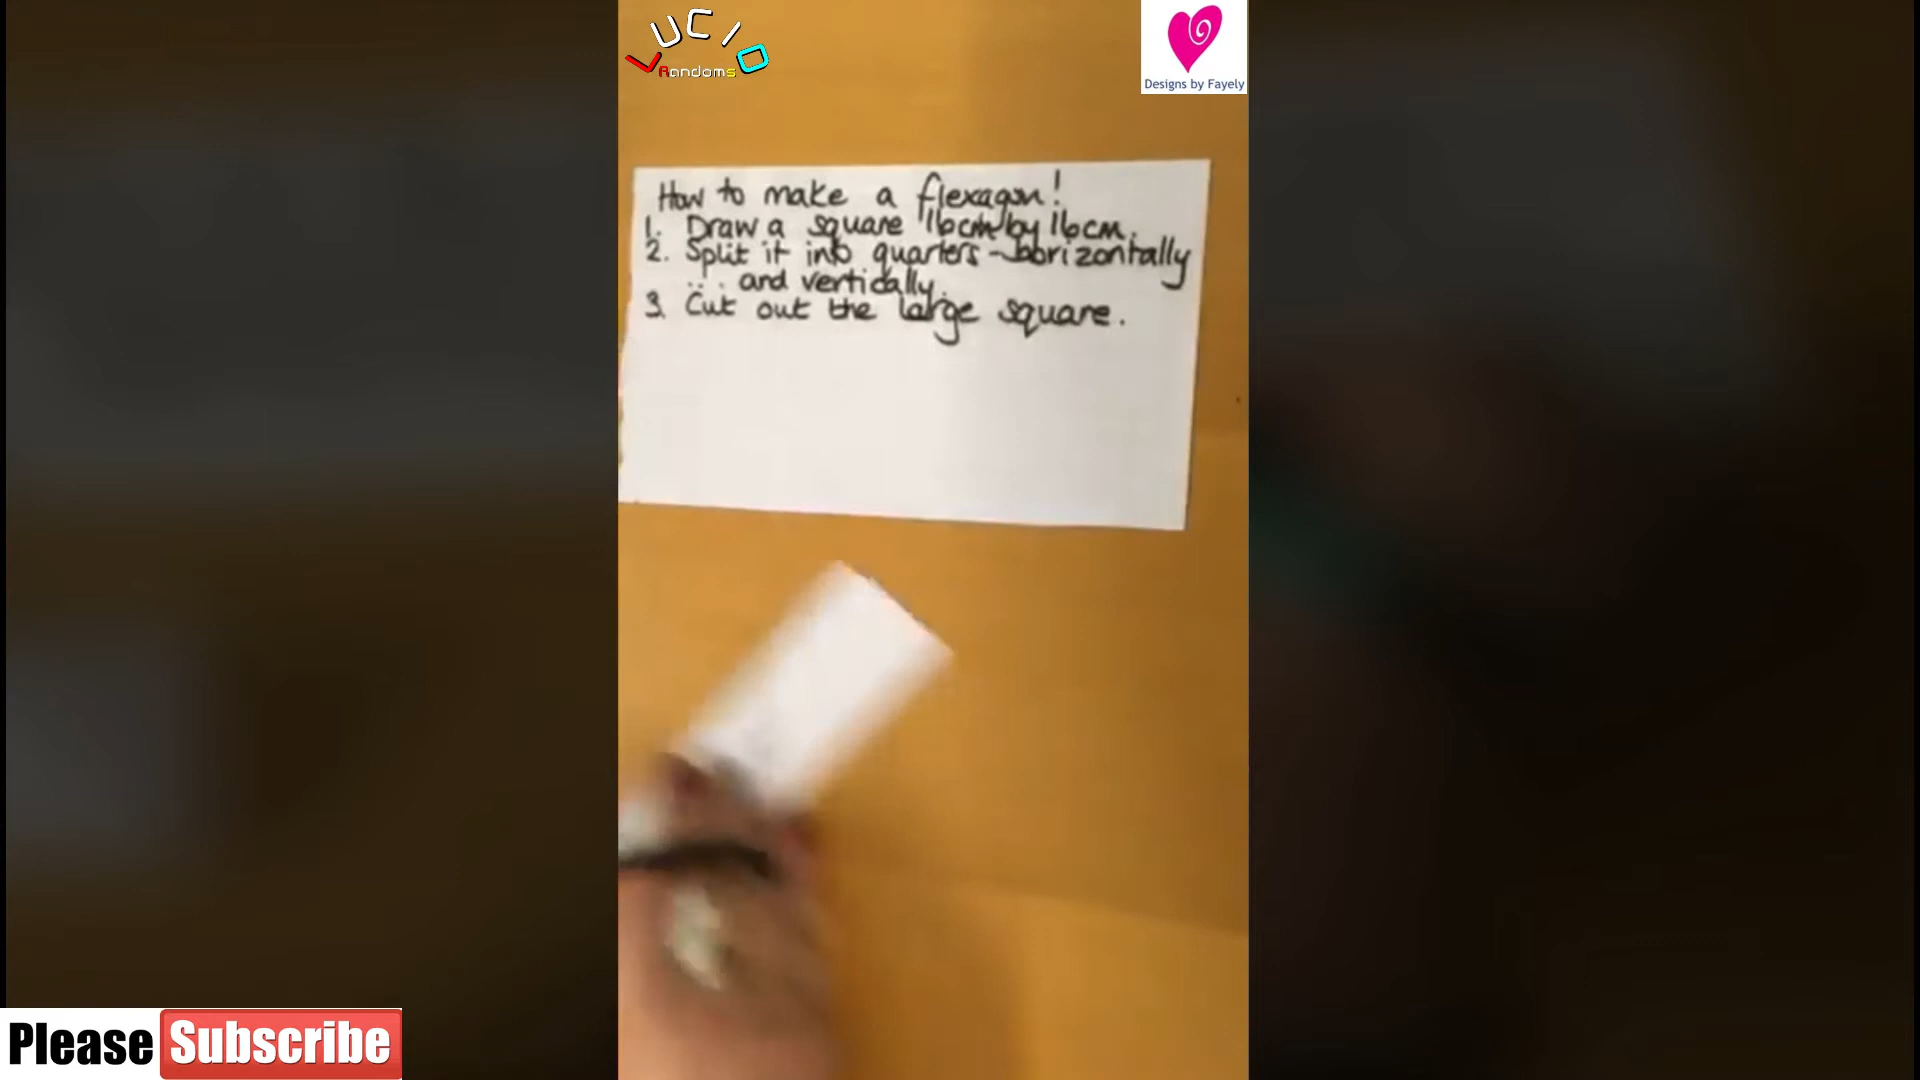 LUCIO
Randoms
Designs by Fayely
How to make a flexagon!
1. Draw a square 16cm by 16cm.
2. Split it into quarters - horizontally
... and vertically.
3. Cut out the large square.
Please Subscribe